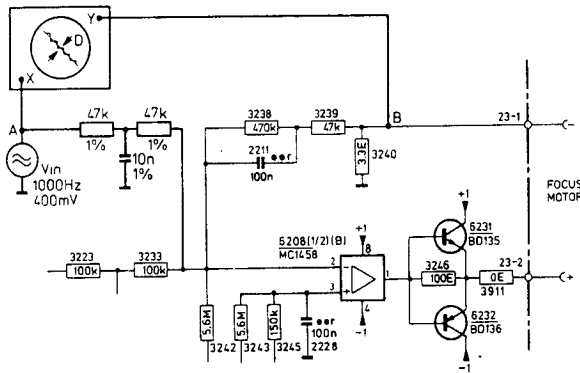 Y
D
X
A
47k
47k
1%
1%
10n
1%
Vin
1000Hz
400mV
3238
470k
3239
47k
B
23-1
2211
100n
3.3E
3240
FOCUS
MOTOR
3223
100k
3233
100k
6208(1/2)(B)
MC1458
+1
8
2
-
3
+
1
4
-1
+1
6231
BD135
3246
100E
23-2
0E
3911
+
-
6232
BD136
-1
5.6M
3242
5.6M
3243
150k
3245
100n
2228